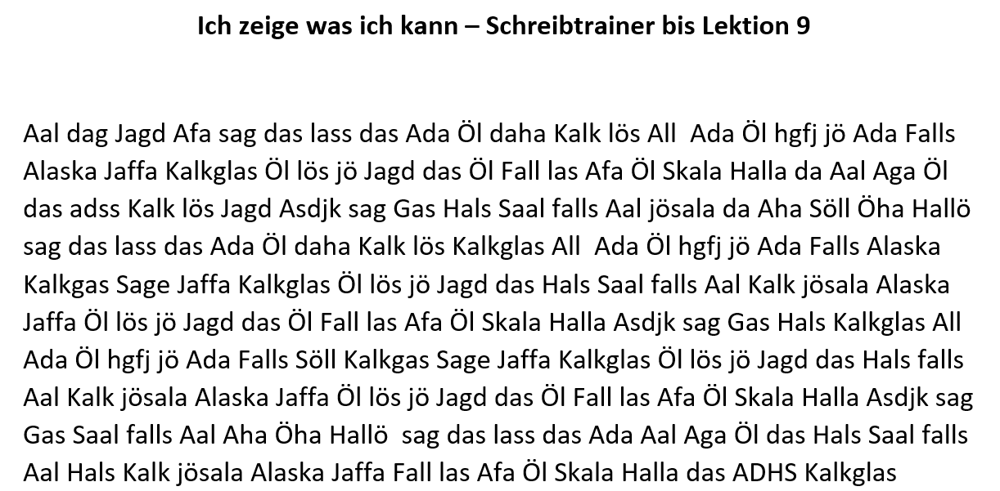 Ich zeige was ich kann – Schreibtrainer bis Lektion 9
Aal dag Jagd Afa sag das lass das Ada Öl daha Kalk lös All  Ada Öl hgfj jö Ada Falls
Alaska Jaffa Kalkglas Öl lös jö Jagd das Öl Fall las Afa Öl Skala Halla da Aal Aga Öl
das adss Kalk lös Jagd Asdjk sag Gas Hals Saal falls Aal jösala da Aha Söll Öha Hallö
sag das lass das Ada Öl daha Kalk lös Kalkglas All  Ada Öl hgfj jö Ada Falls Alaska
Kalkgas Sage Jaffa Kalkglas Öl lös jö Jagd das Hals Saal falls Aal Kalk jösala Alaska
Jaffa Öl lös jö Jagd das Öl Fall las Afa Öl Skala Halla Asdjk sag Gas Hals Kalkglas All
Ada Öl hgfj jö Ada Falls Söll Kalkgas Sage Jaffa Kalkglas Öl lös jö Jagd das Hals falls
Aal Kalk jösala Alaska Jaffa Öl lös jö Jagd das Öl Fall las Afa Öl Skala Halla Asdjk sag
Gas Saal falls Aal Aha Öha Hallö  sag das lass das Ada Aal Aga Öl das Hals Saal falls
Aal Hals Kalk jösala Alaska Jaffa Fall las Afa Öl Skala Halla das ADHS Kalkglas